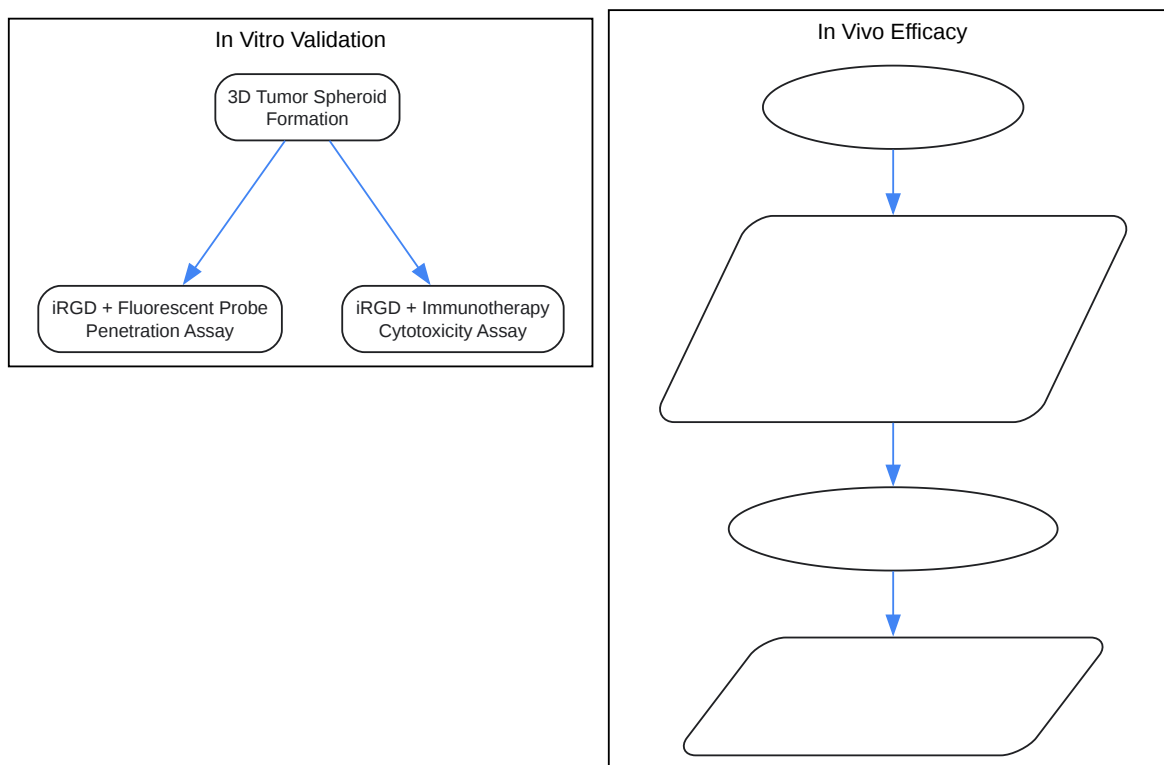 In Vitro Validation
3D Tumor Spheroid
Formation
iRGD + Fluorescent Probe
Penetration Assay
iRGD + Immunotherapy
Cytotoxicity Assay
In Vivo Efficacy